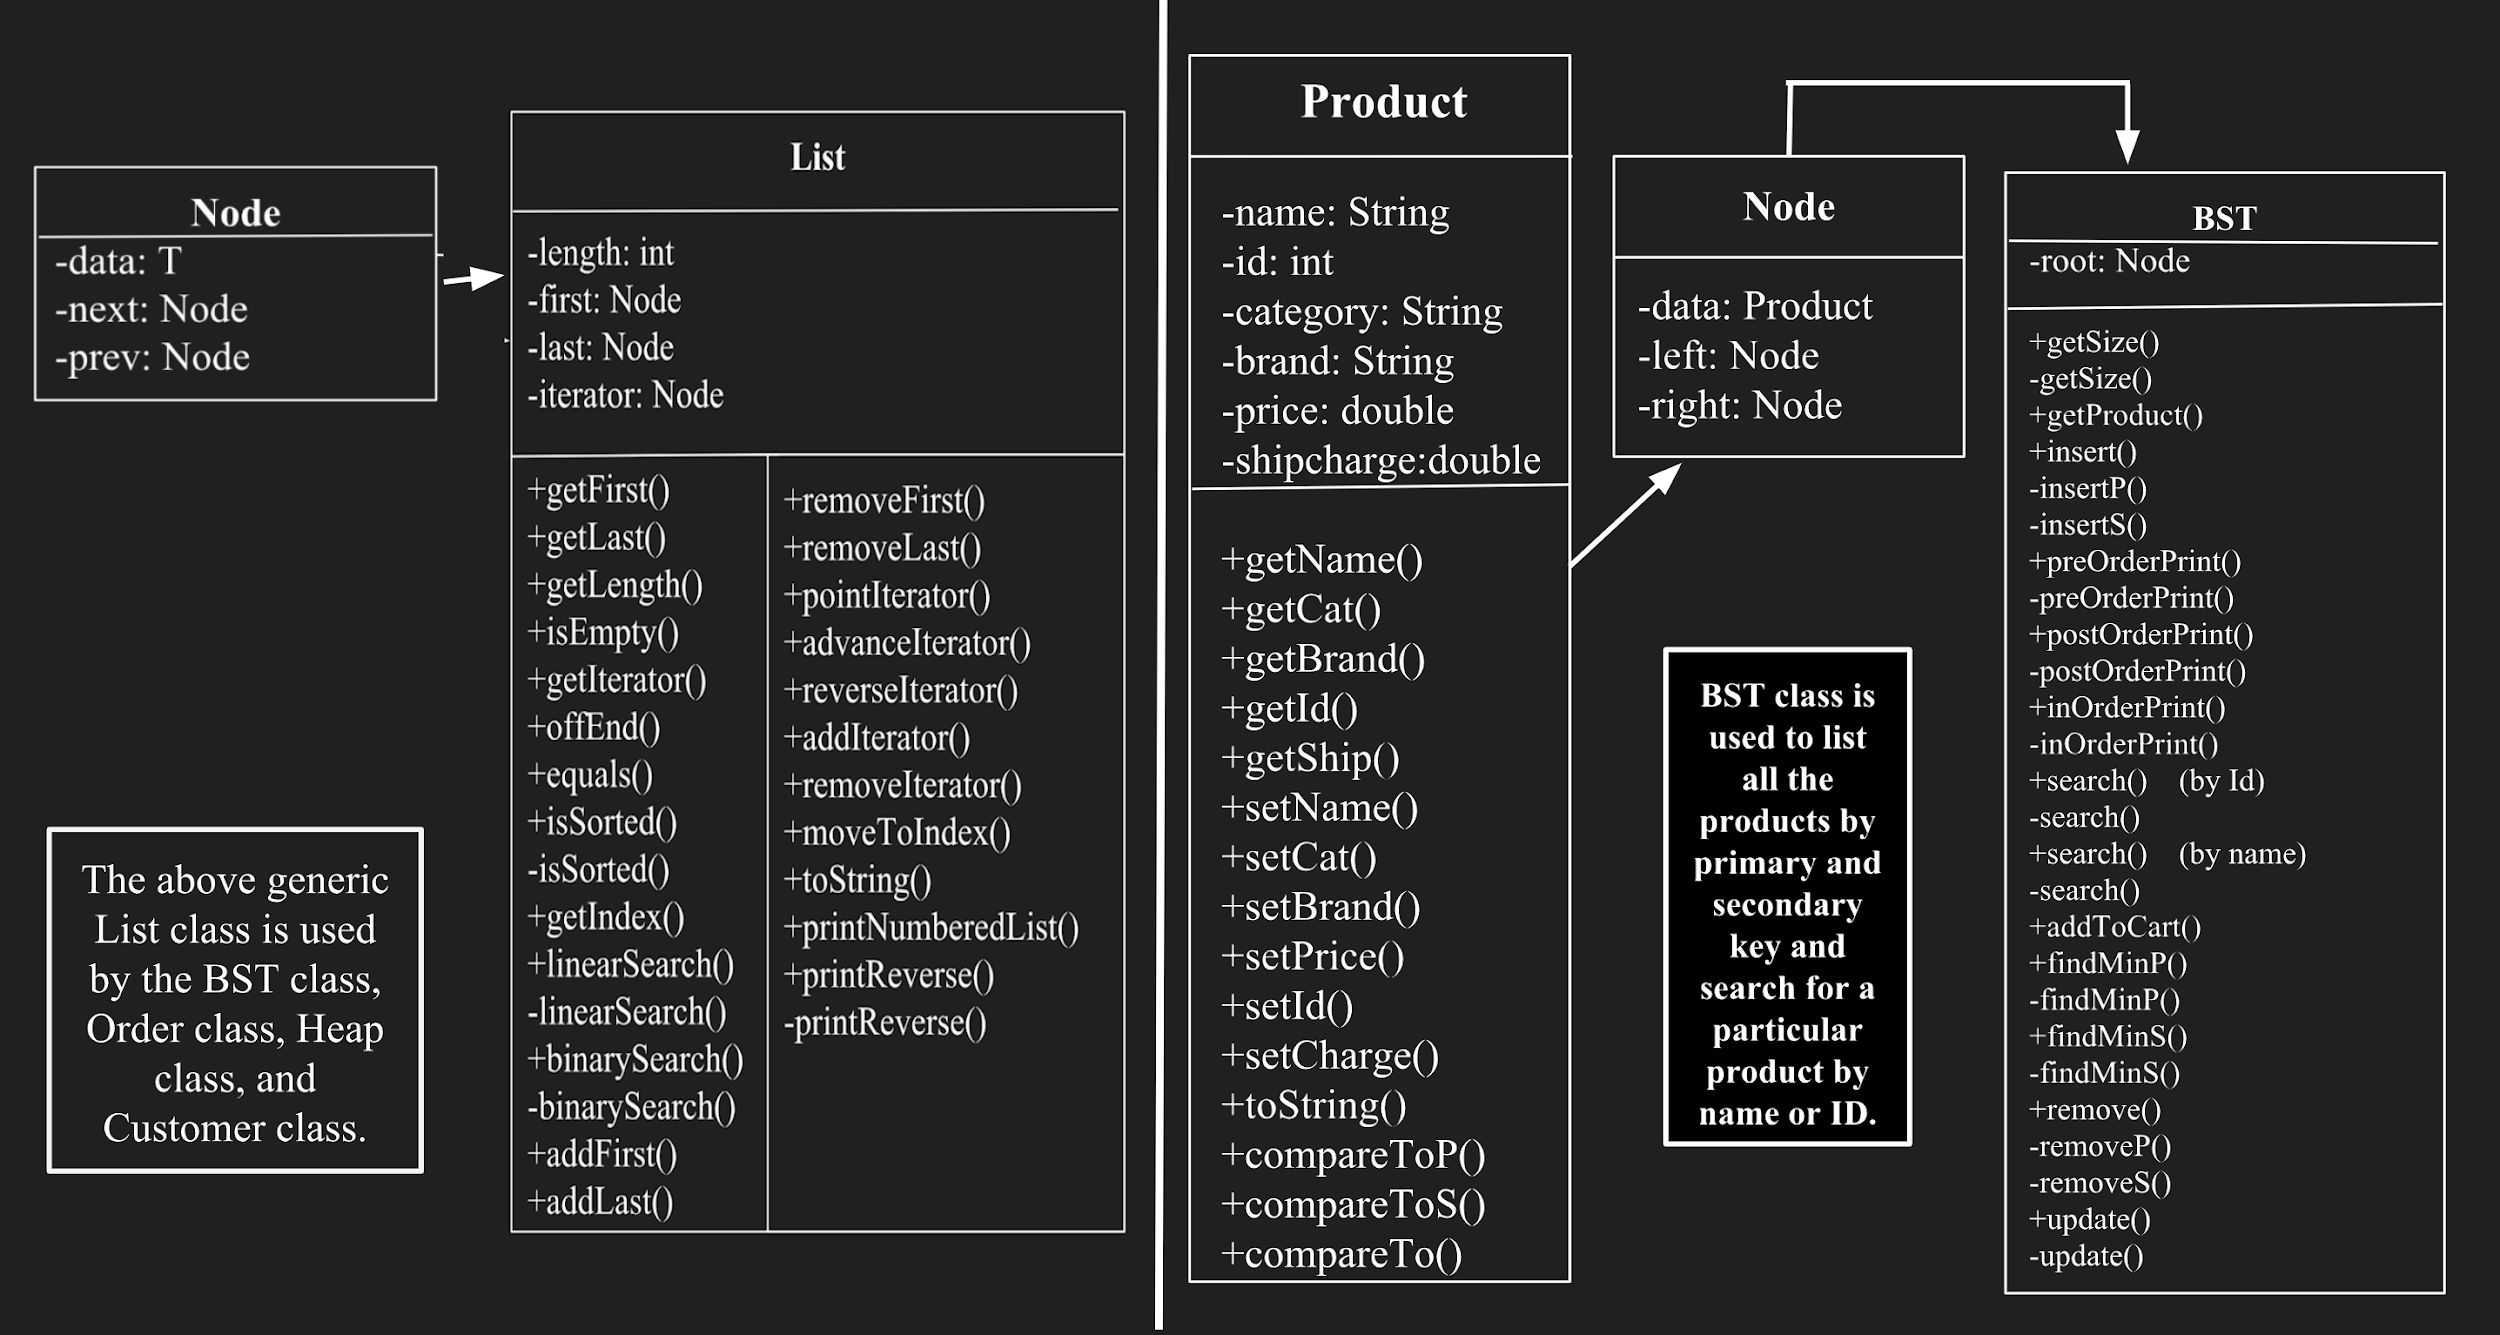 Node
-data: T
-next: Node
-prev: Node
The above generic
List class is used
by the BST class,
Order class, Heap
class, and
Customer class.
List
-length: int
-first: Node
-last: Node
-iterator: Node
+getFirst()
+getLast()
+getLength()
+isEmpty()
+getIterator()
+offEnd()
+equals()
+isSorted()
-isSorted()
+getIndex()
+linearSearch()
-linearSearch()
+binarySearch()
-binarySearch()
+addFirst()
+addLast()
+removeFirst()
+removeLast()
+pointIterator()
+advanceIterator()
+reverseIterator()
+addIterator()
+removeIterator()
+moveToIndex()
+toString()
+printNumberedList()
+printReverse()
-printReverse()
Product
-name: String
-id: int
-category: String
-brand: String
-price: double
-shipcharge:double
+getName()
+getCat()
+getBrand()
+getId()
+getShip()
+setName()
+setCat()
+setBrand()
+setPrice()
+setId()
+setCharge()
+toString()
+compareToP()
+compareToS()
+compareTo()
Node
-data: Product
-left: Node
-right: Node
BST class is
used to list
all the
products by
primary and
secondary
key and
search for a
particular
product by
name or ID.
BST
-root: Node
+getSize()
-getSize()
+getProduct()
+insert()
-insertP()
-insertS()
+preOrderPrint()
-preOrderPrint()
+postOrderPrint()
-postOrderPrint()
+inOrderPrint()
-inOrderPrint()
+search() (by Id)
-search()
+search() (by name)
-search()
+addToCart()
+findMinP()
-findMinP()
+findMinS()
-findMinS()
+remove()
-removeP()
-removeS()
+update()
-update()